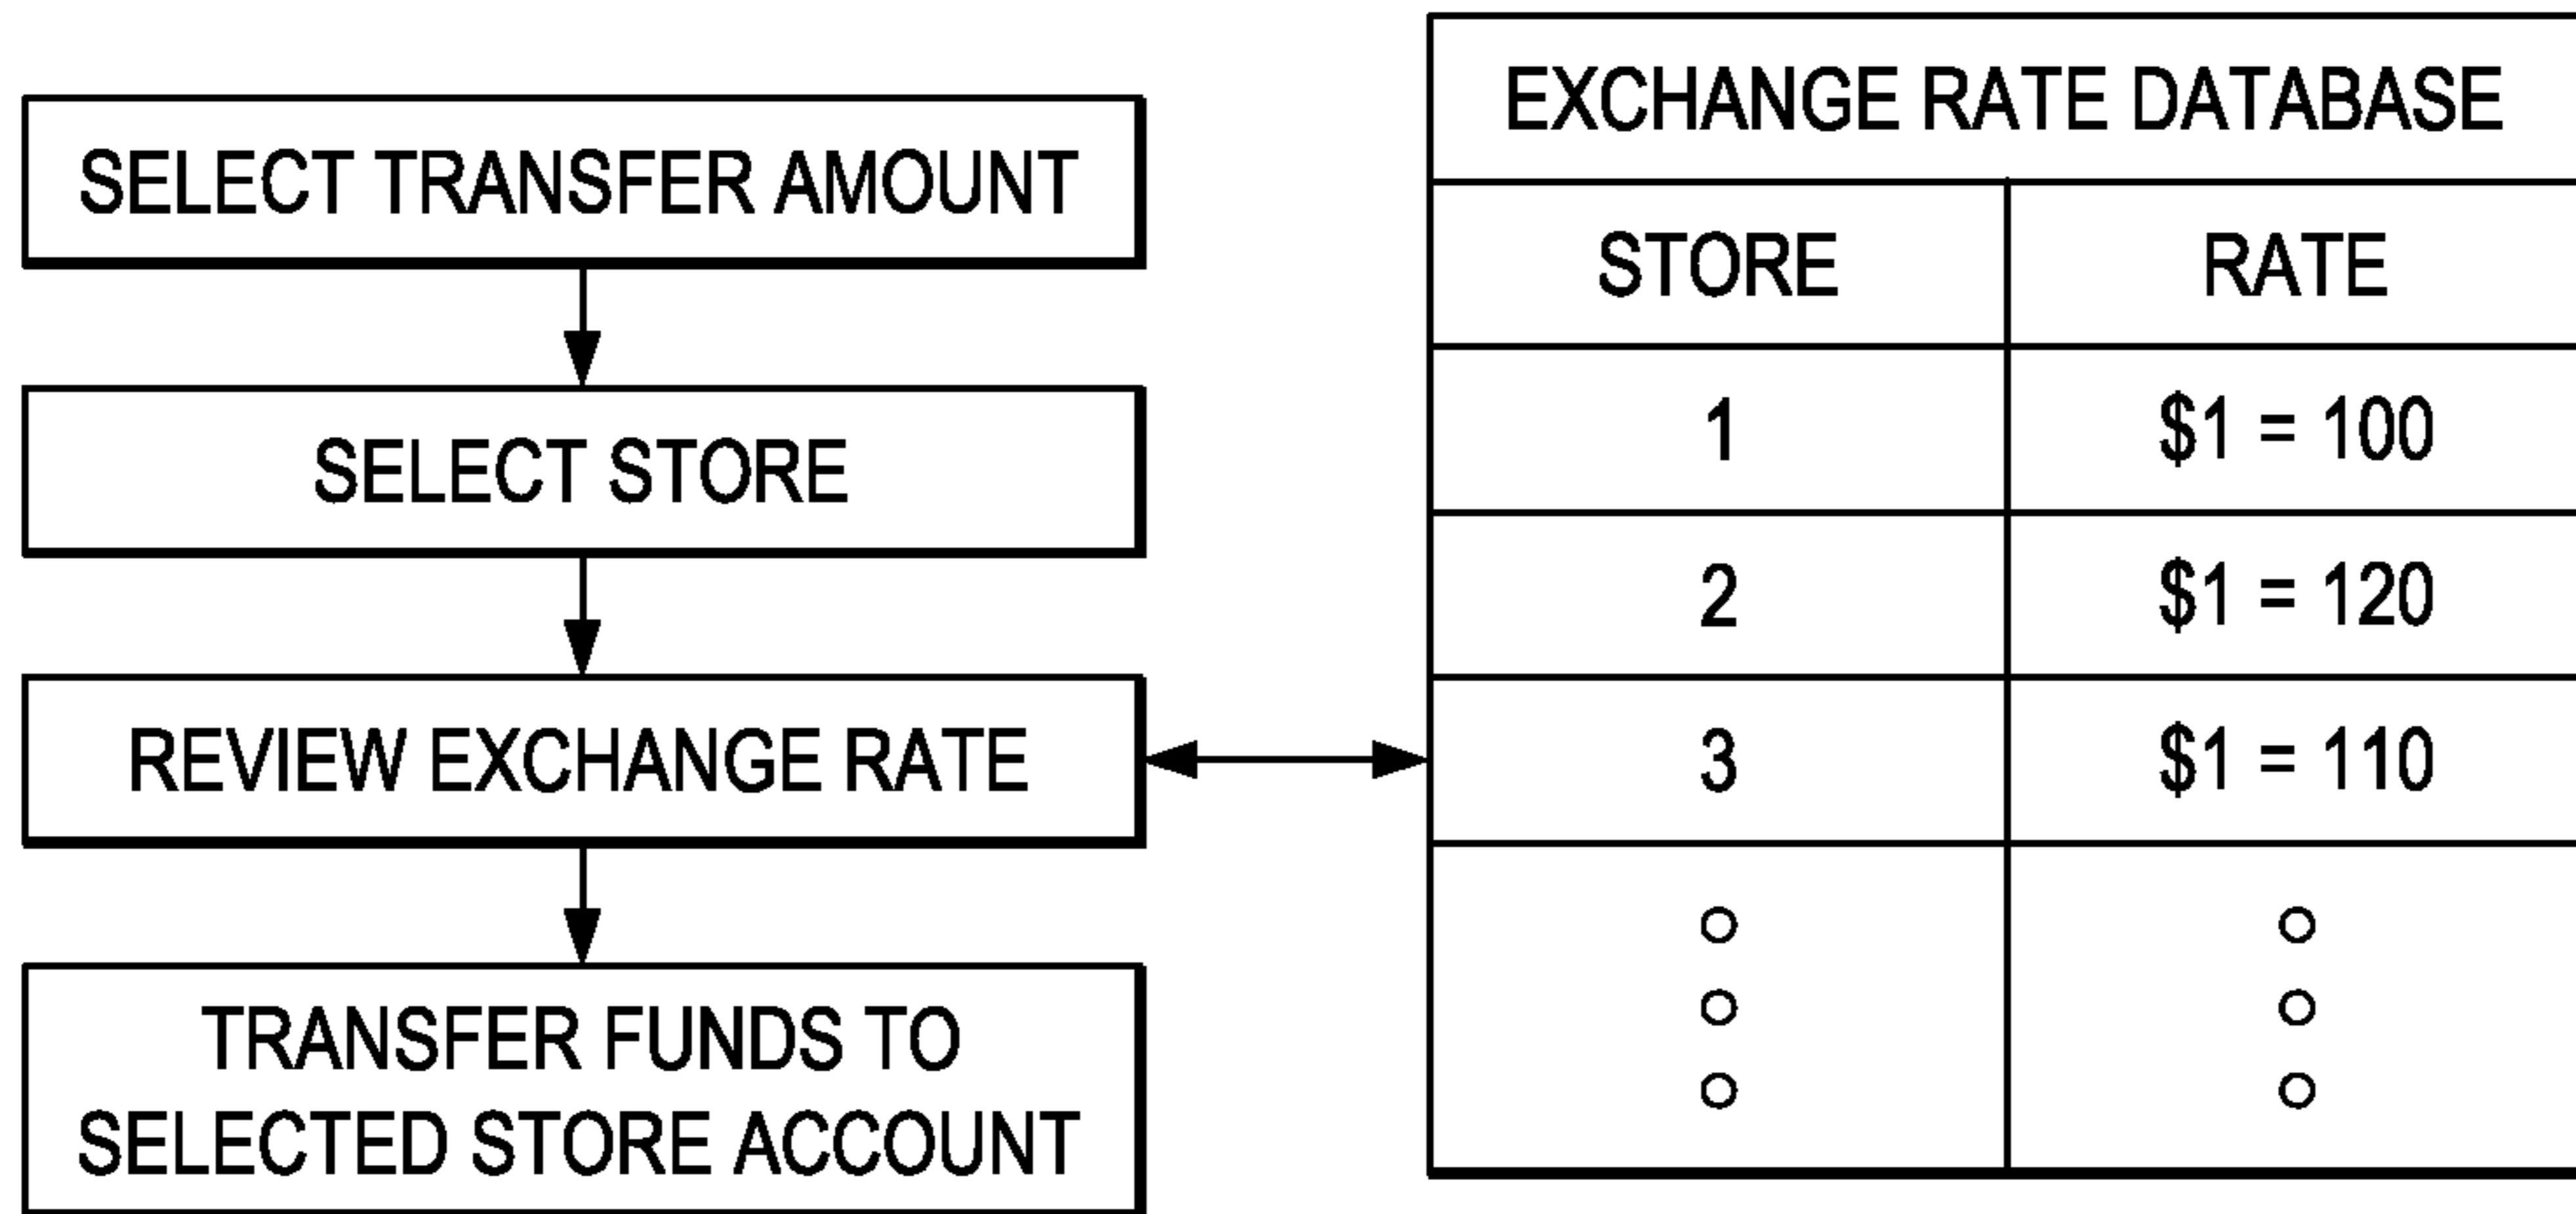 SELECT TRANSFER AMOUNT
SELECT STORE
REVIEW EXCHANGE RATE
TRANSFER FUNDS TO
SELECTED STORE ACCOUNT
EXCHANGE RATE DATABASE
STORE RATE
1 $1 = 100
2 $1 = 120
3 $1 = 110